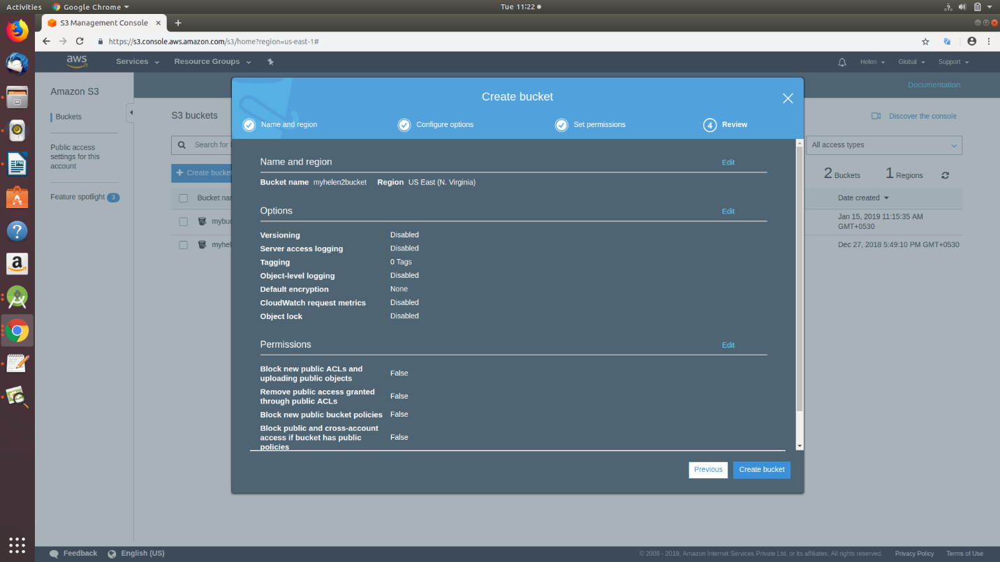 Activities
Google Chrome
Tue 11:22
S3 Management Console
https://s3.console.aws.amazon.com/s3/home?region=us-east-1#
aws
Services
Resource Groups
Helen
Global
Support
Documentation
Amazon S3
Buckets
Public access
settings for this
account
Feature spotlight 3
S3 buckets
Discover the console
Search for
All access types
+ Create bucket
2 Buckets
1 Regions
Bucket
Date created
Jan 15, 2019 11:15:35 AM
GMT+0530
Dec 27, 2018 5:49:10 PM GMT+0530
Create bucket
Name and region
Configure options
Set permissions
4 Review
Name and region
Edit
Bucket name myhelen2bucket Region US East (N. Virginia)
Options
Edit
Versioning Disabled
Server access logging Disabled
Tagging 0 Tags
Object-level logging Disabled
Default encryption None
CloudWatch request metrics Disabled
Object lock Disabled
Permissions
Edit
Block new public ACLs and
uploading public objects
False
Remove public access granted
through public ACLs
False
Block new public bucket policies False
Block public and cross-account
access if bucket has public
policies
False
Previous
Create bucket
Feedback
English (US)
© 2008 - 2019, Amazon Internet Services Private Ltd. or its affiliates. All rights reserved.
Privacy Policy
Terms of Use